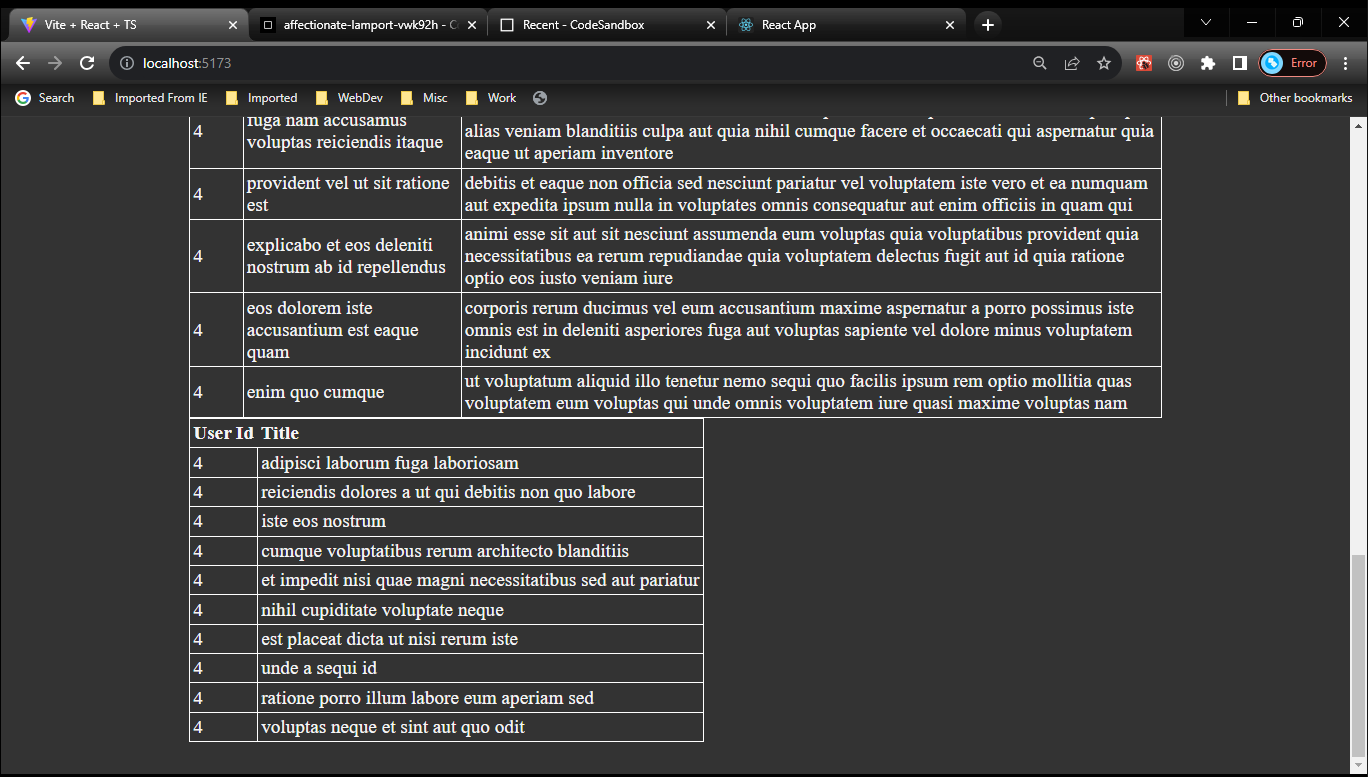 Vite + React + TS
affectionate-lamport-vwk92h - C
Recent - CodeSandbox
React App
localhost:5173
Error
Search
Imported From IE
Imported
WebDev
Misc
Work
Other bookmarks
4
fuga nam accusamus
voluptas reiciendis itaque
alias veniam blanditiis culpa aut quia nihil cumque facere et occaecati qui aspernatur quia
eaque ut aperiam inventore
4
provident vel ut sit ratione
est
debitis et eaque non officia sed nesciunt pariatur vel voluptatem iste vero et ea numquam
aut expedita ipsum nulla in voluptates omnis consequatur aut enim officiis in quam qui
4
explicabo et eos deleniti
nostrum ab id repellendus
animi esse sit aut sit nesciunt assumenda eum voluptas quia voluptatibus provident quia
necessitatibus ea rerum repudiandae quia voluptatem delectus fugit aut id quia ratione
optio eos iusto veniam iure
4
eos dolorem iste
accusantium est eaque
quam
corporis rerum ducimus vel eum accusantium maxime aspernatur a porro possimus iste
omnis est in deleniti asperiores fuga aut voluptas sapiente vel dolore minus voluptatem
incidunt ex
4
enim quo cumque
ut voluptatum aliquid illo tenetur nemo sequi quo facilis ipsum rem optio mollitia quas
voluptatem eum voluptas qui unde omnis voluptatem iure quasi maxime voluptas nam
User Id Title
4 adipisci laborum fuga laboriosam
4 reiciendis dolores a ut qui debitis non quo labore
4 iste eos nostrum
4 cumque voluptatibus rerum architecto blanditiis
4 et impedit nisi quae magni necessitatibus sed aut pariatur
4 nihil cupiditate voluptate neque
4 est placeat dicta ut nisi rerum iste
4 unde a sequi id
4 ratione porro illum labore eum aperiam sed
4 voluptas neque et sint aut quo odit